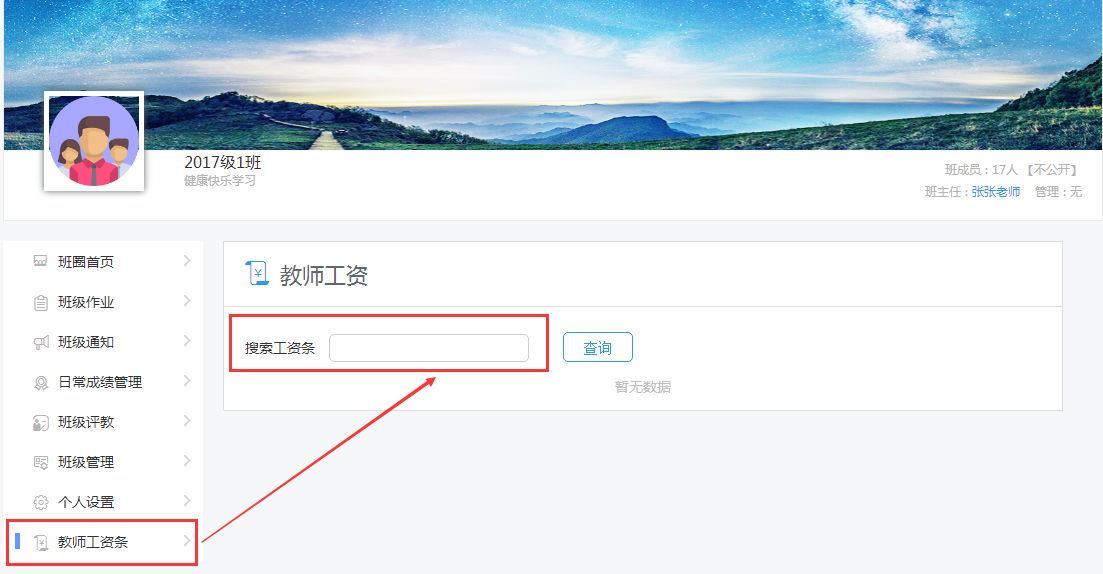 2017级1班
健康快乐学习
班成员：17人 【不公开】
班主任：张张老师 管理：无
班圈首页
班级作业
班级通知
日常成绩管理
班级评教
班级管理
个人设置
教师工资条
教师工资
搜索工资条 查询
暂无数据